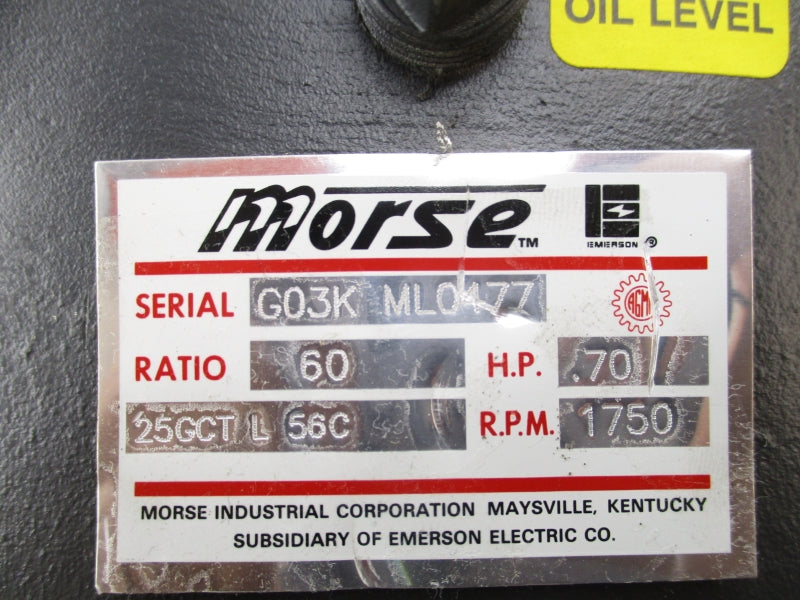 OIL LEVEL
morse™
EMERSON ®
SERIAL G03K ML0177
AGMA
RATIO 60 H.P. .70
25GCT L 56C R.P.M. 1750
MORSE INDUSTRIAL CORPORATION MAYSVILLE, KENTUCKY
SUBSIDIARY OF EMERSON ELECTRIC CO.